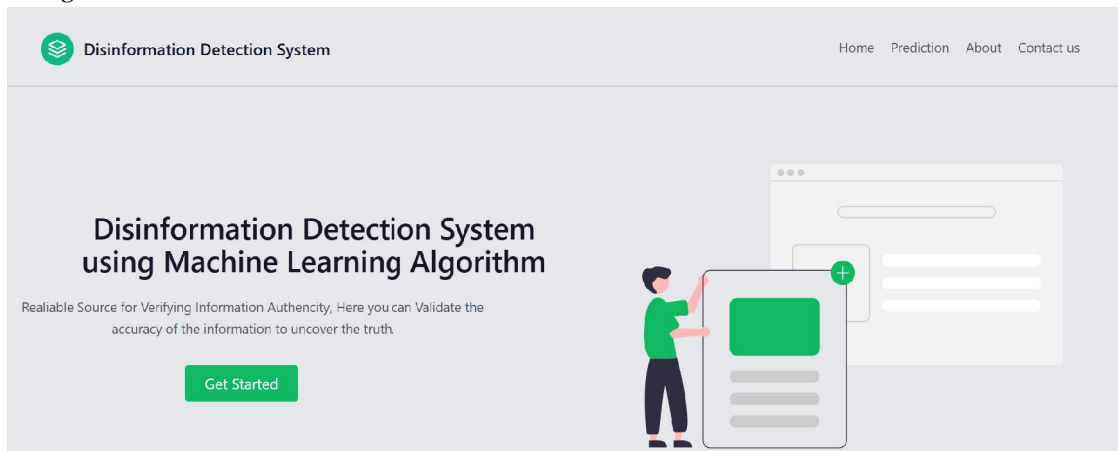 Disinformation Detection System
Home Prediction About Contact us
Disinformation Detection System
using Machine Learning Algorithm
Realiable Source for Verifying Information Authencity, Here you can Validate the
accuracy of the information to uncover the truth.
Get Started